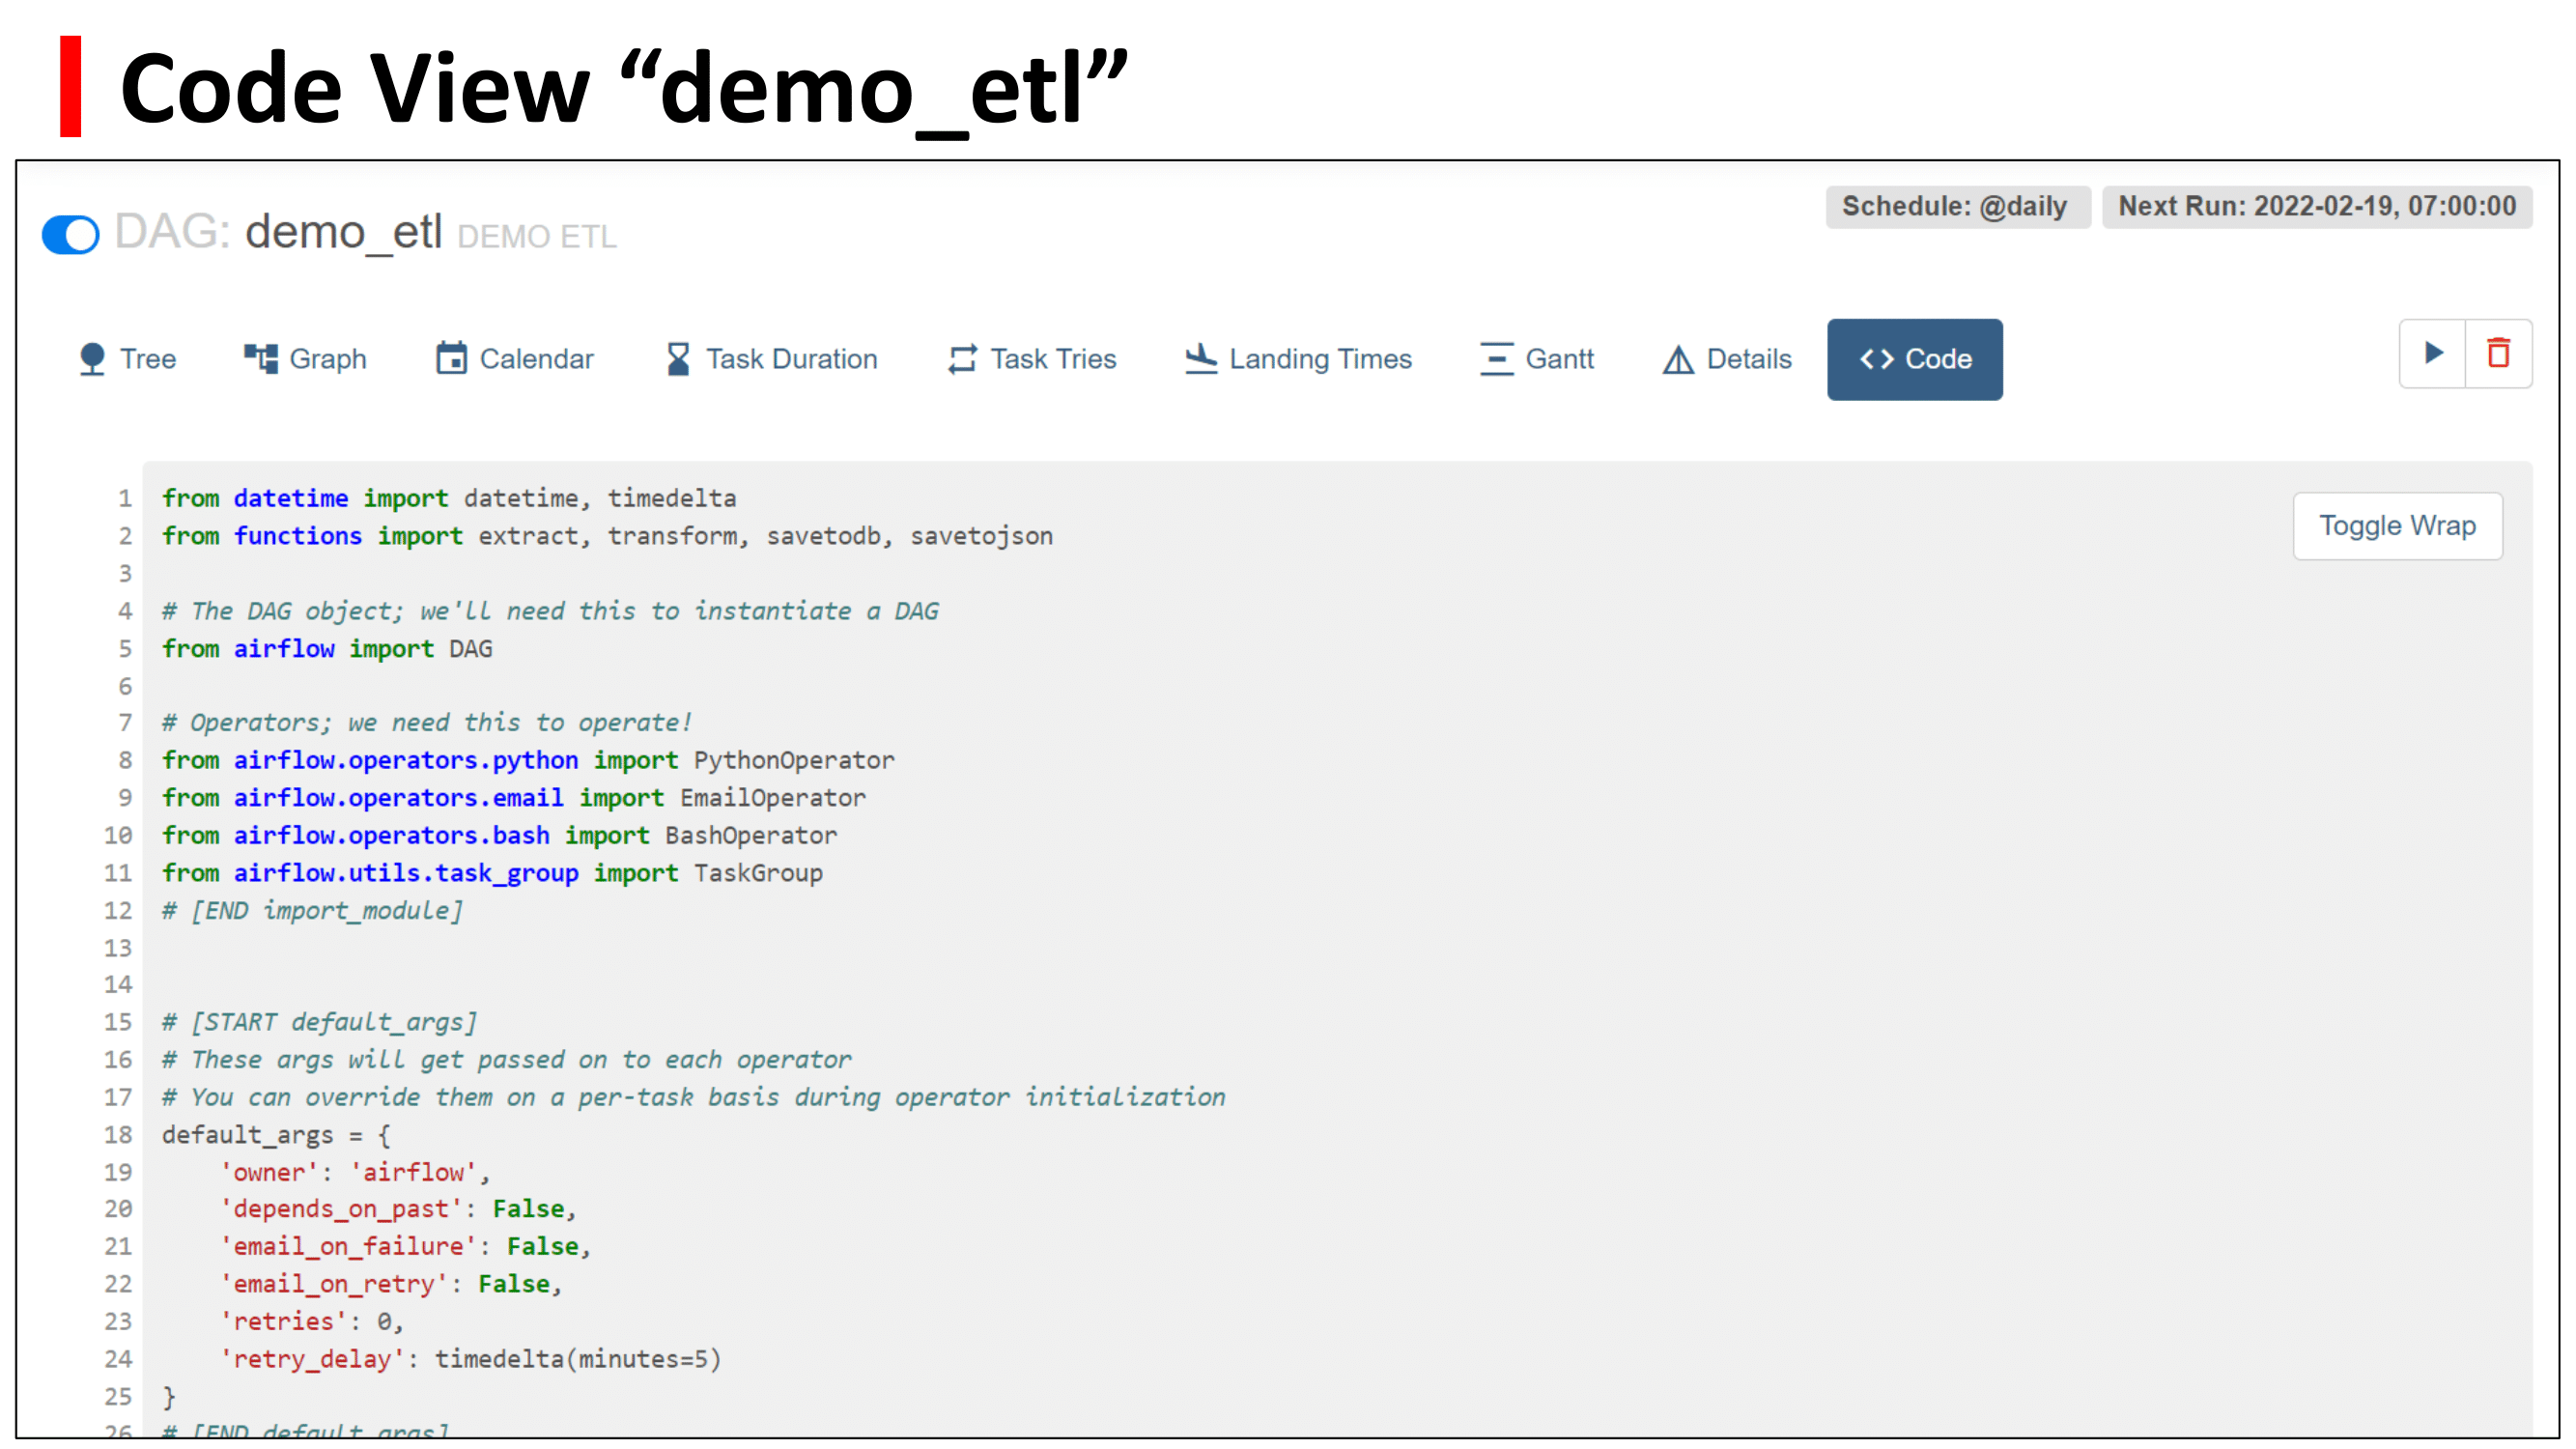 Code View “demo_etl”
Schedule: @daily Next Run: 2022-02-19, 07:00:00
DAG: demo_etl DEMO ETL
Tree Graph Calendar Task Duration Task Tries Landing Times Gantt Details <> Code
Toggle Wrap
1 from datetime import datetime, timedelta
2 from functions import extract, transform, savetodb, savetojson
3
4 # The DAG object; we'll need this to instantiate a DAG
5 from airflow import DAG
6
7 # Operators; we need this to operate!
8 from airflow.operators.python import PythonOperator
9 from airflow.operators.email import EmailOperator
10 from airflow.operators.bash import BashOperator
11 from airflow.utils.task_group import TaskGroup
12 # [END import_module]
13
14
15 # [START default_args]
16 # These args will get passed on to each operator
17 # You can override them on a per-task basis during operator initialization
18 default_args = {
19     'owner': 'airflow',
20     'depends_on_past': False,
21     'email_on_failure': False,
22     'email_on_retry': False,
23     'retries': 0,
24     'retry_delay': timedelta(minutes=5)
25 }
26 # [END default_args]